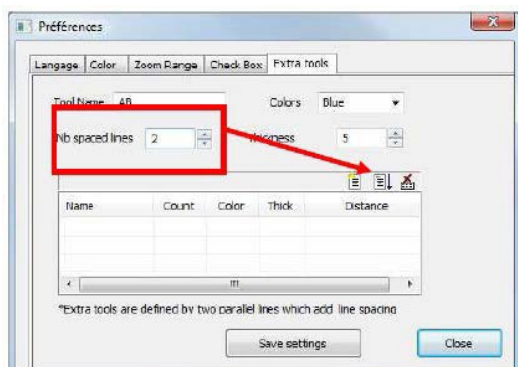 Préférences
Langage Color Zoom Range Check Box Extra tools
Tool Name AB Colors Blue
Nb spaced lines 2 Thickness 5
Name Count Color Thick Distance
*Extra tools are defined by two parallel lines which add line spacing
Save settings Close